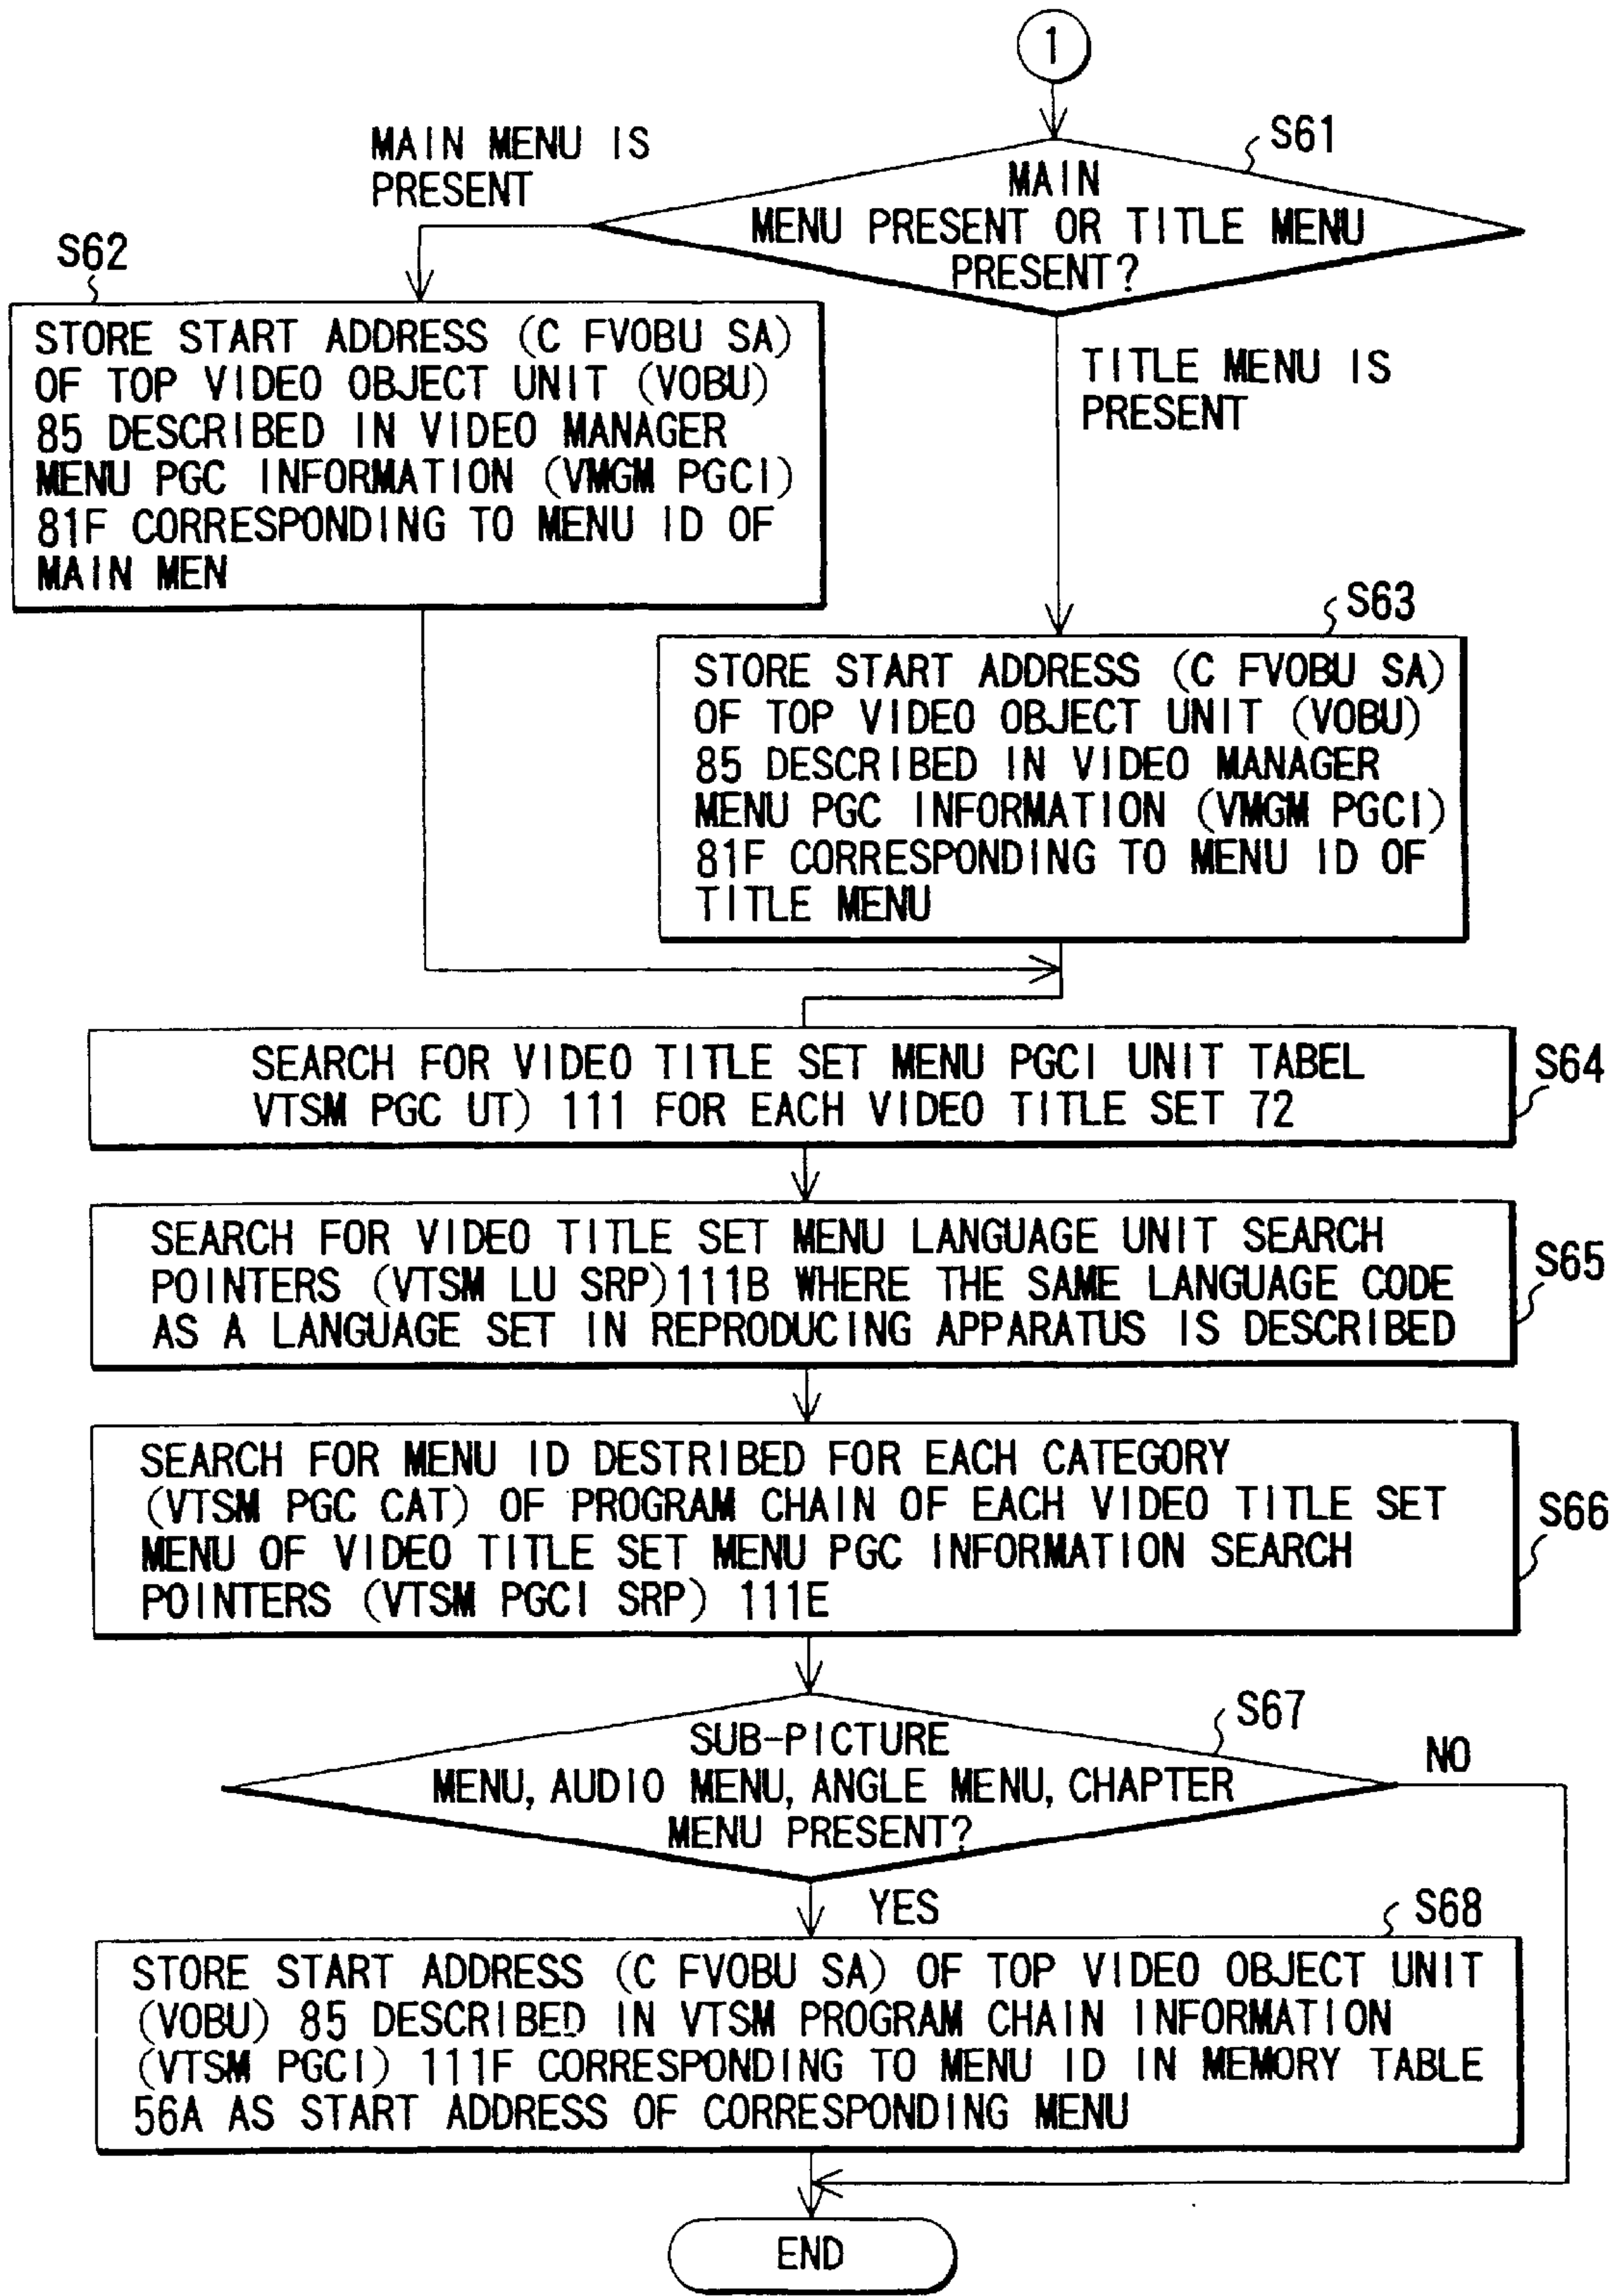 1
S61
MAIN MENU IS
PRESENT
MAIN
MENU PRESENT OR TITLE MENU
PRESENT?
S62
STORE START ADDRESS (C FVOBU SA)
OF TOP VIDEO OBJECT UNIT (VOBU)
85 DESCRIBED IN VIDEO MANAGER
MENU PGC INFORMATION (VMGM PGCI)
81F CORRESPONDING TO MENU ID OF
MAIN MEN
TITLE MENU IS
PRESENT
S63
STORE START ADDRESS (C FVOBU SA)
OF TOP VIDEO OBJECT UNIT (VOBU)
85 DESCRIBED IN VIDEO MANAGER
MENU PGC INFORMATION (VMGM PGCI)
81F CORRESPONDING TO MENU ID OF
TITLE MENU
SEARCH FOR VIDEO TITLE SET MENU PGCI UNIT TABEL
VTSM PGC UT) 111 FOR EACH VIDEO TITLE SET 72
S64
SEARCH FOR VIDEO TITLE SET MENU LANGUAGE UNIT SEARCH
POINTERS (VTSM LU SRP)111B WHERE THE SAME LANGUAGE CODE
AS A LANGUAGE SET IN REPRODUCING APPARATUS IS DESCRIBED
S65
SEARCH FOR MENU ID DESTRIBED FOR EACH CATEGORY
(VTSM PGC CAT) OF PROGRAM CHAIN OF EACH VIDEO TITLE SET
MENU OF VIDEO TITLE SET MENU PGC INFORMATION SEARCH
POINTERS (VTSM PGCI SRP) 111E
S66
S67
SUB-PICTURE
MENU, AUDIO MENU, ANGLE MENU, CHAPTER
MENU PRESENT?
NO
YES
S68
STORE START ADDRESS (C FVOBU SA) OF TOP VIDEO OBJECT UNIT
(VOBU) 85 DESCRIBED IN VTSM PROGRAM CHAIN INFORMATION
(VTSM PGCI) 111F CORRESPONDING TO MENU ID IN MEMORY TABLE
56A AS START ADDRESS OF CORRESPONDING MENU
END